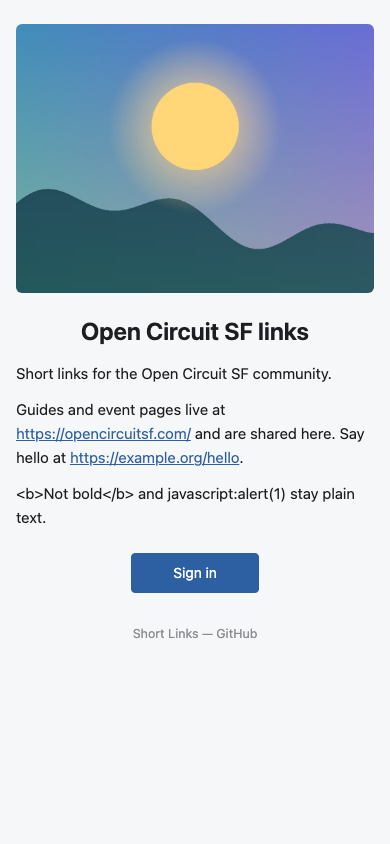 Open Circuit SF links
Short links for the Open Circuit SF community.
Guides and event pages live at
https://opencircuitsf.com/ and are shared here. Say
hello at https://example.org/hello.
<b>Not bold</b> and javascript:alert(1) stay plain
text.
Sign in
Short Links — GitHub